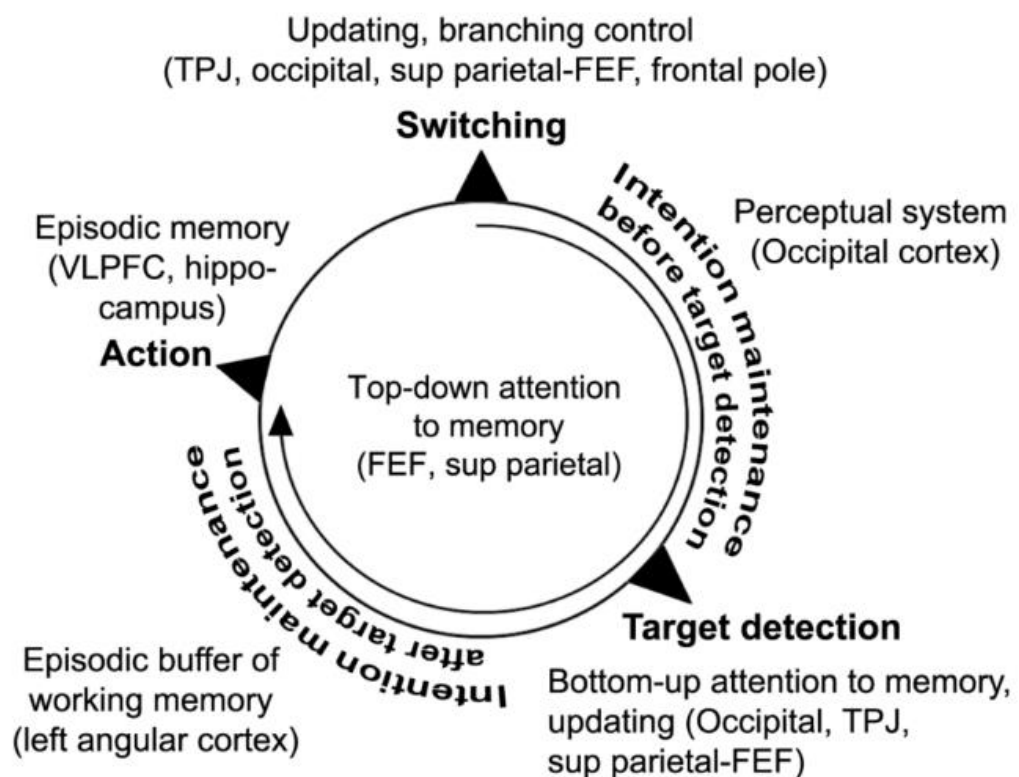 Updating, branching control
(TPJ, occipital, sup parietal-FEF, frontal pole)
Switching
Intention maintenance
before target detection
Perceptual system
(Occipital cortex)
Episodic memory
(VLPFC, hippo-
campus)
Action
Top-down attention
to memory
(FEF, sup parietal)
Target detection
Bottom-up attention to memory,
updating (Occipital, TPJ,
sup parietal-FEF)
Intention maintenance
after target detection
Episodic buffer of
working memory
(left angular cortex)